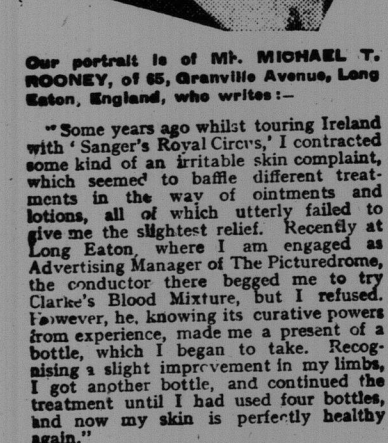 Our portrait is of Mr. MICHAEL T.
ROONEY, of 65, Granville Avenue, Long
Eaton, England, who writes:—
"Some years ago whilst touring Ireland
with 'Sanger's Royal Circus,' I contracted
some kind of an irritable skin complaint,
which seemed to baffle different treat-
ments in the way of ointments and
lotions, all of which utterly failed to
give me the slightest relief. Recently at
Long Eaton, where I am engaged as
Advertising Manager of The Picturedrome,
the conductor there begged me to try
Clarke's Blood Mixture, but I refused.
However, he, knowing its curative powers
from experience, made me a present of a
bottle, which I began to take. Recog-
nising a slight improvement in my limbs,
I got another bottle, and continued the
treatment until I had used four bottles,
and now my skin is perfectly healthy
again."